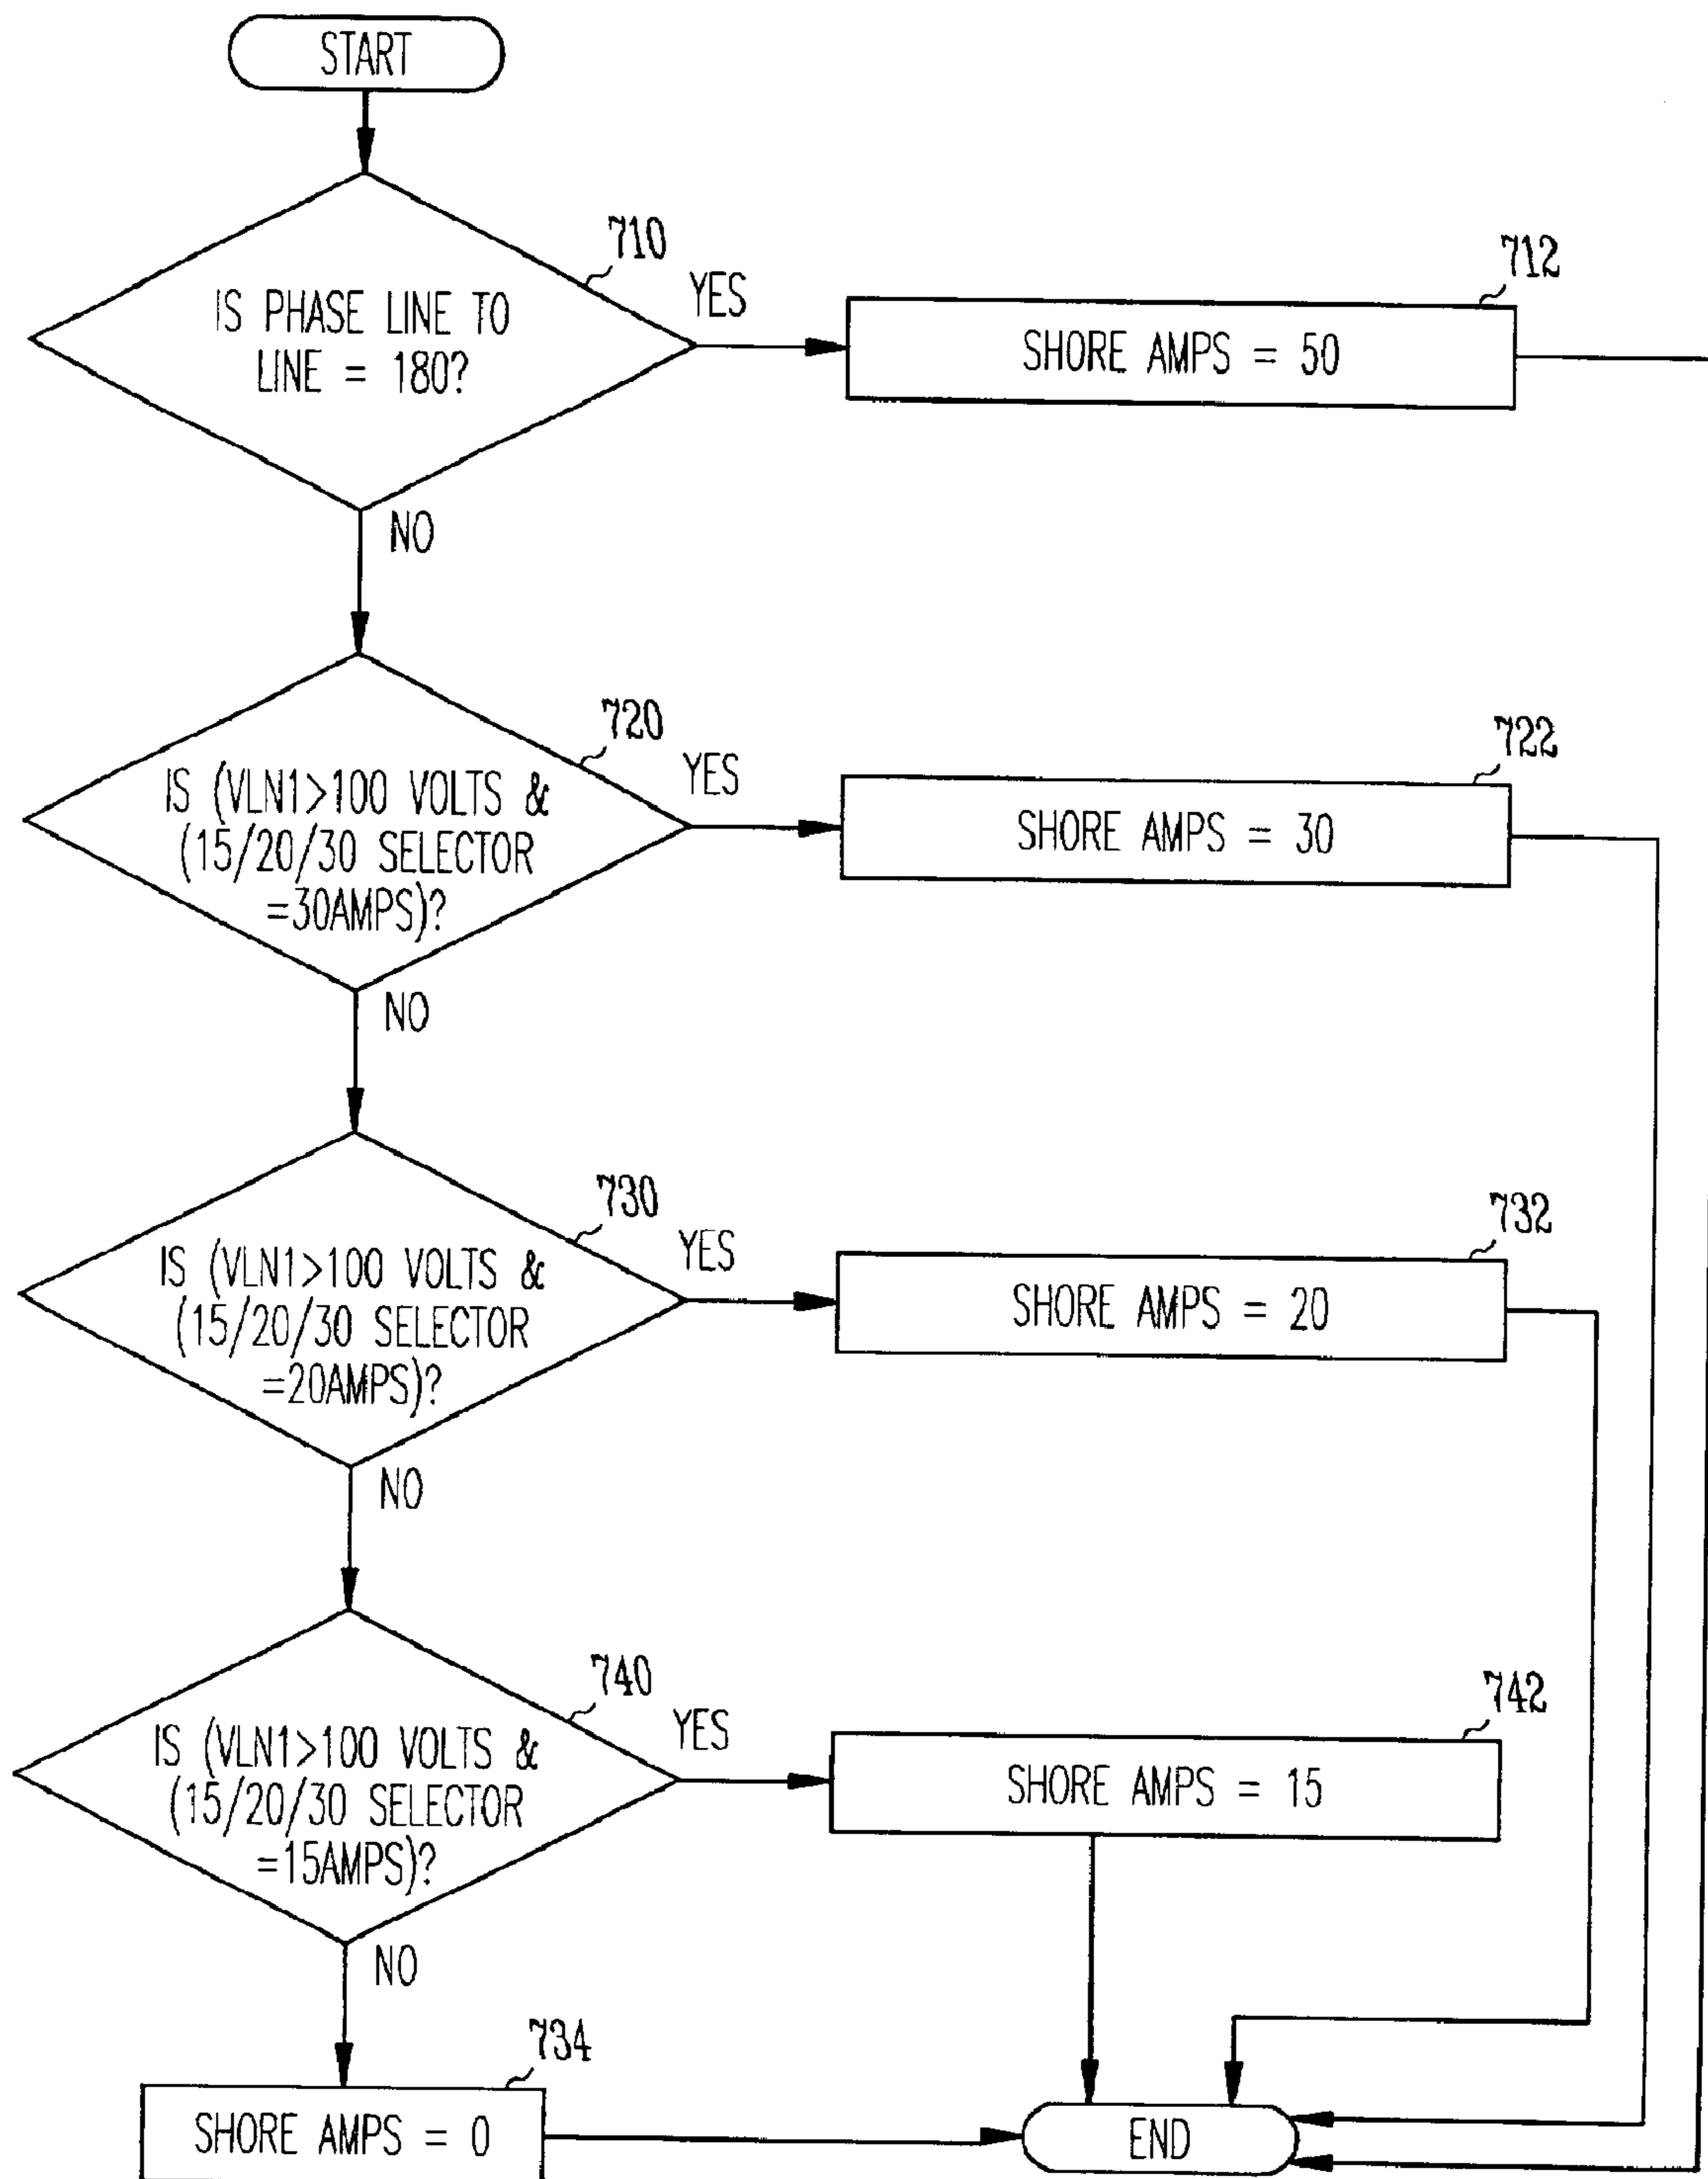 START
710
IS PHASE LINE TO
LINE = 180?
YES
712
SHORE AMPS = 50
NO
720
IS (VLN1>100 VOLTS &
(15/20/30 SELECTOR
=30AMPS)?
YES
722
SHORE AMPS = 30
NO
730
IS (VLN1>100 VOLTS &
(15/20/30 SELECTOR
=20AMPS)?
YES
732
SHORE AMPS = 20
NO
740
IS (VLN1>100 VOLTS &
(15/20/30 SELECTOR
=15AMPS)?
YES
742
SHORE AMPS = 15
NO
734
SHORE AMPS = 0
END